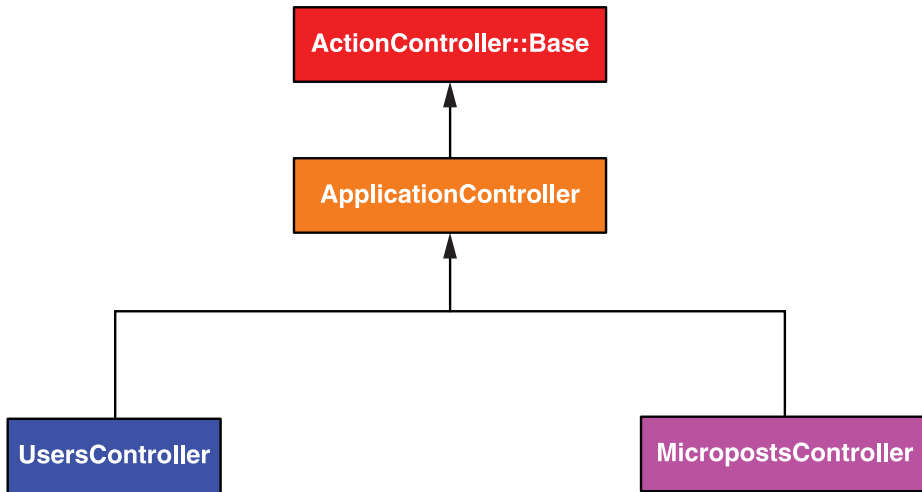 ActionController::Base
ApplicationController
UsersController
MicropostsController